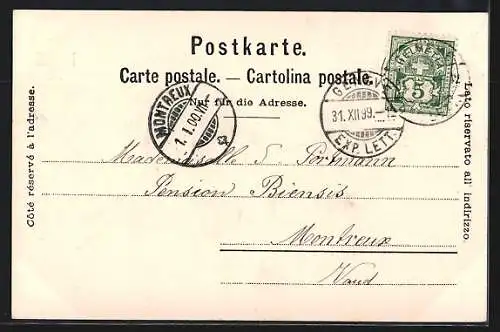 Postkarte.
Carte postale. — Cartolina postale.
Nur für die Adresse.
HELVETIA
5
MONTREUX
1. I. 00. VII
31. XII 99.
EXP. LETT.
Côté réservé à l'adresse.
Lato riservato all' indirizzo.
Mademoiselle S. Portmann
Pension Biensis
Montreux
Vaud